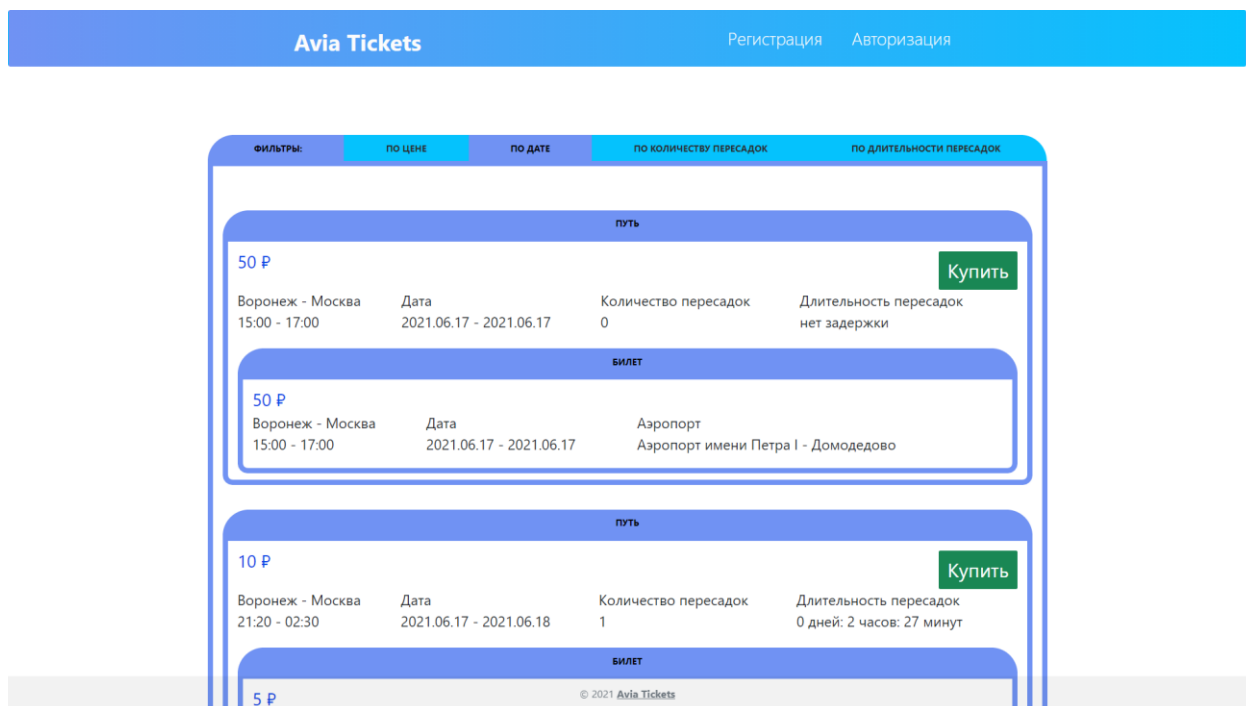 Avia Tickets Регистрация Авторизация
ФИЛЬТРЫ: ПО ЦЕНЕ ПО ДАТЕ ПО КОЛИЧЕСТВУ ПЕРЕСАДОК ПО ДЛИТЕЛЬНОСТИ ПЕРЕСАДОК
ПУТЬ
50 ₽ Купить
Воронеж - Москва Дата Количество пересадок Длительность пересадок
15:00 - 17:00 2021.06.17 - 2021.06.17 0 нет задержки
БИЛЕТ
50 ₽
Воронеж - Москва Дата Аэропорт
15:00 - 17:00 2021.06.17 - 2021.06.17 Аэропорт имени Петра I - Домодедово
ПУТЬ
10 ₽ Купить
Воронеж - Москва Дата Количество пересадок Длительность пересадок
21:20 - 02:30 2021.06.17 - 2021.06.18 1 0 дней: 2 часов: 27 минут
БИЛЕТ
5 ₽ © 2021 Avia Tickets